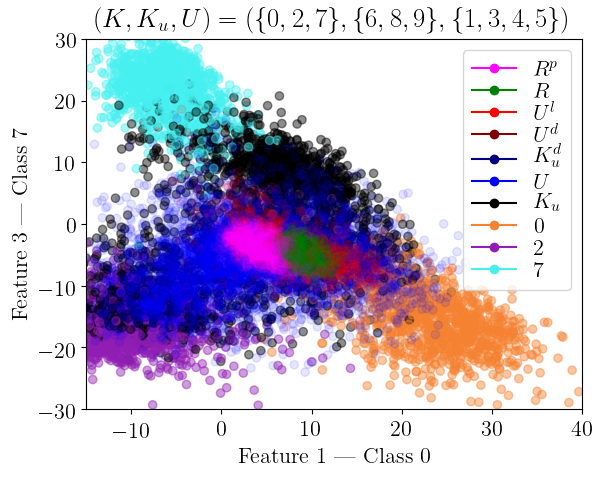 (K, K_u, U) = ({0, 2, 7}, {6, 8, 9}, {1, 3, 4, 5})
30
20
10
0
−10
−20
−30
Feature 3 — Class 7
R^p
R
U^l
U^d
K_u^d
U
K_u
0
2
7
−10 0 10 20 30 40
Feature 1 — Class 0